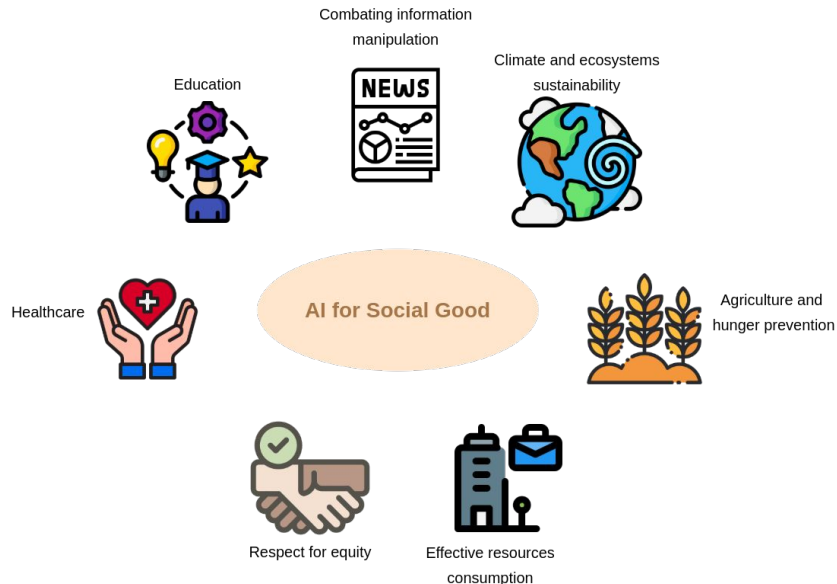 Combating information
manipulation
Climate and ecosystems
sustainability
Education
NEWS
Healthcare
AI for Social Good
Agriculture and
hunger prevention
Respect for equity
Effective resources
consumption